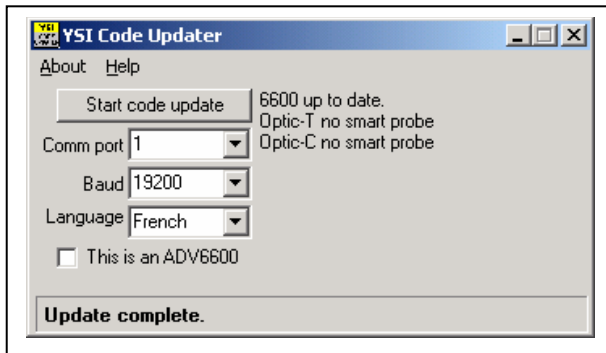 YSI Code Updater
About Help
Start code update
6600 up to date.
Optic-T no smart probe
Optic-C no smart probe
Comm port 1
Baud 19200
Language French
This is an ADV6600
Update complete.